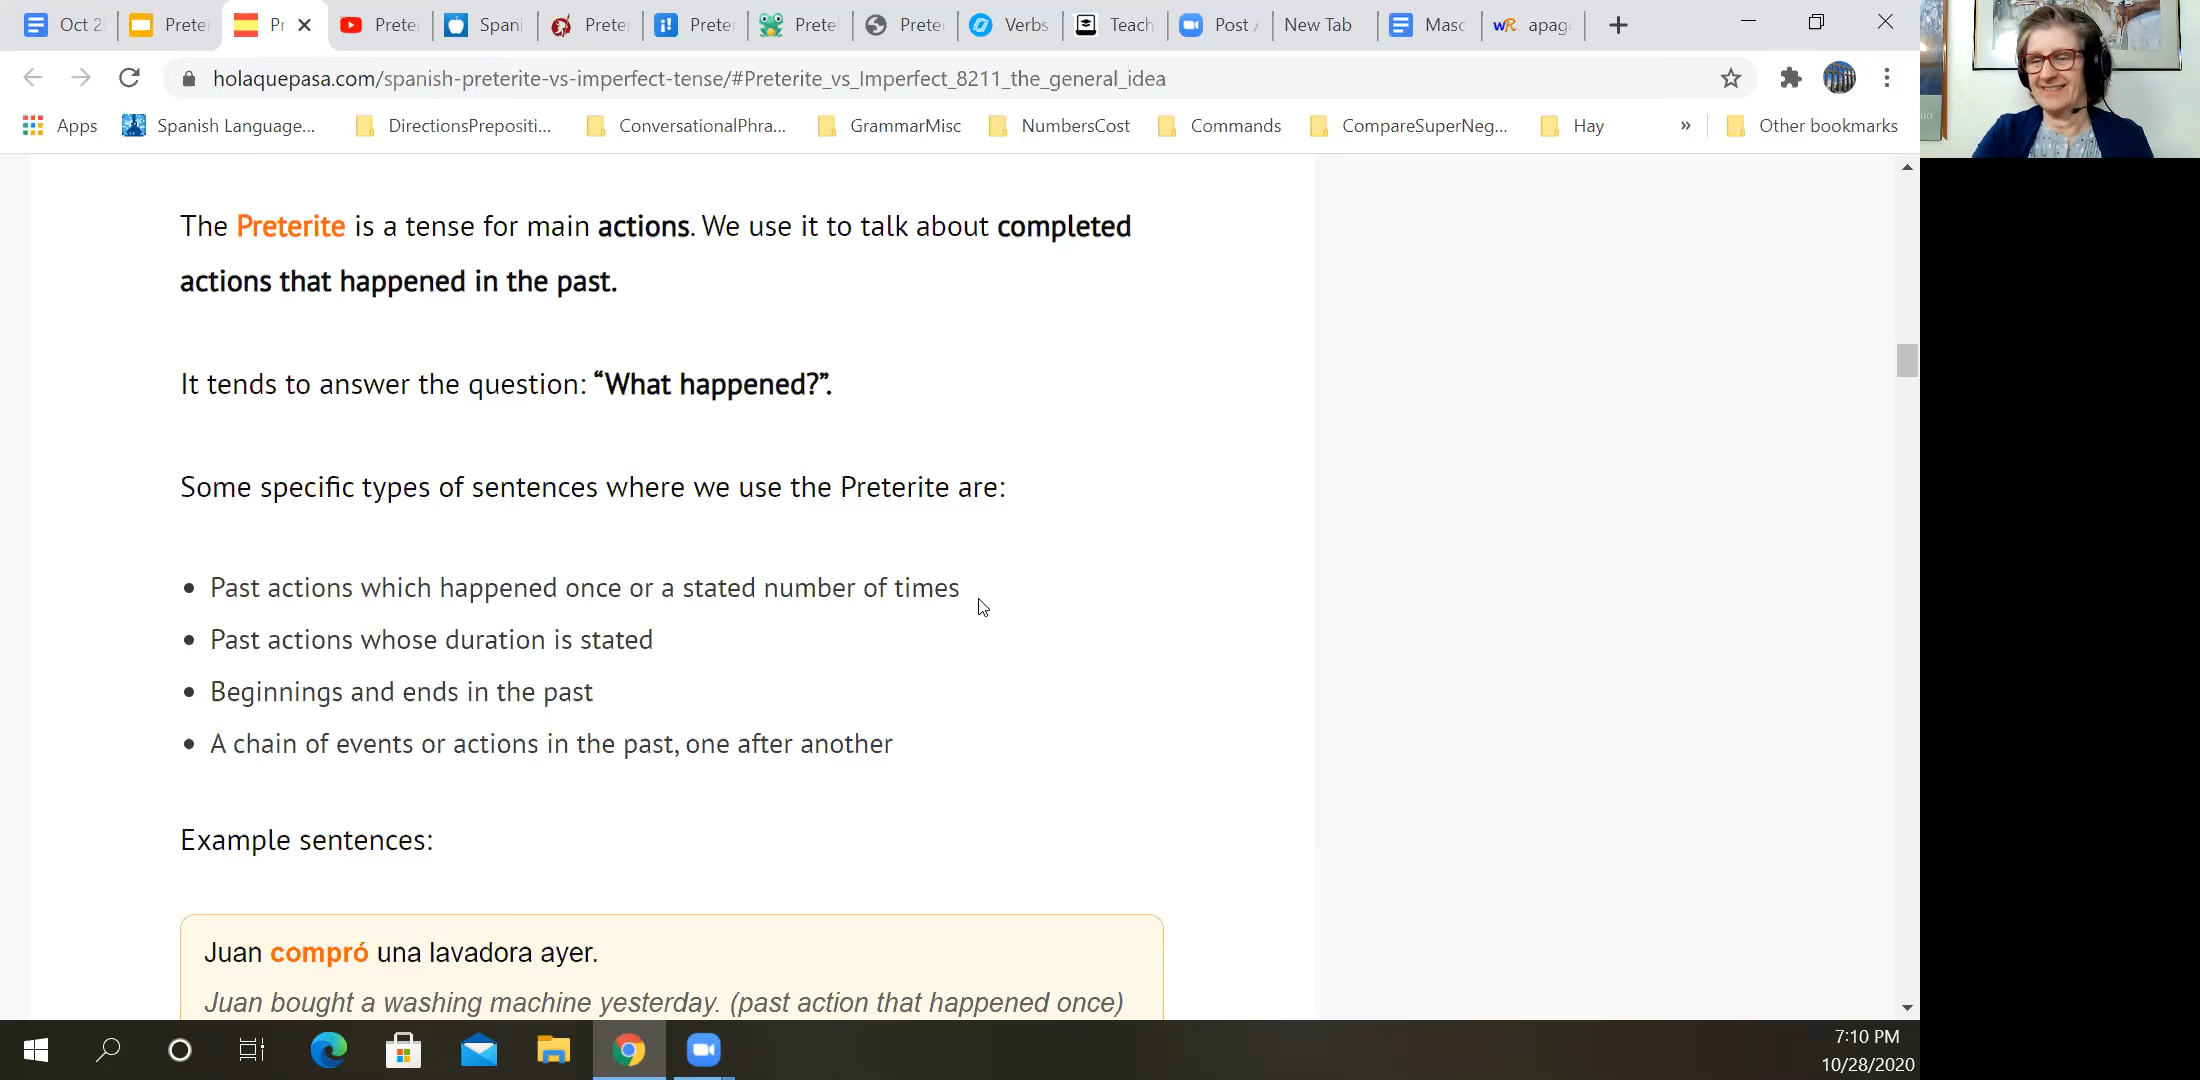 Oct 2 Preter Pr Preter Spani Preter Preter Prete Preter Verbs Teach Post A New Tab Masc apag
holaquepasa.com/spanish-preterite-vs-imperfect-tense/#Preterite_vs_Imperfect_8211_the_general_idea
Apps Spanish Language... DirectionsPrepositi... ConversationalPhra... GrammarMisc NumbersCost Commands CompareSuperNeg... Hay » Other bookmarks
The Preterite is a tense for main actions. We use it to talk about completed
actions that happened in the past.
It tends to answer the question: “What happened?”.
Some specific types of sentences where we use the Preterite are:
• Past actions which happened once or a stated number of times
• Past actions whose duration is stated
• Beginnings and ends in the past
• A chain of events or actions in the past, one after another
Example sentences:
Juan compró una lavadora ayer.
Juan bought a washing machine yesterday. (past action that happened once)
7:10 PM
10/28/2020